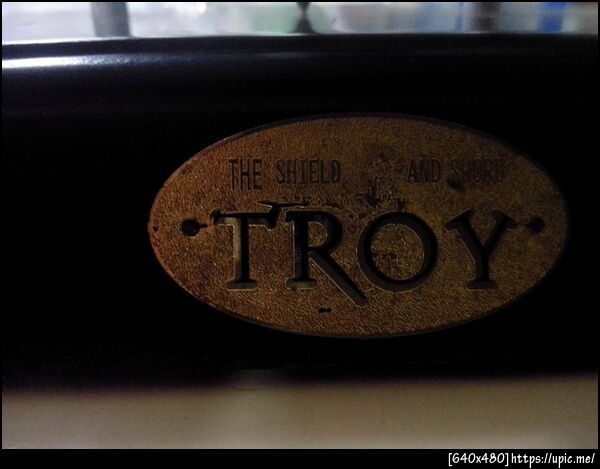 THE SHIELD AND SWORD
TROY
[640x480]https://upic.me/